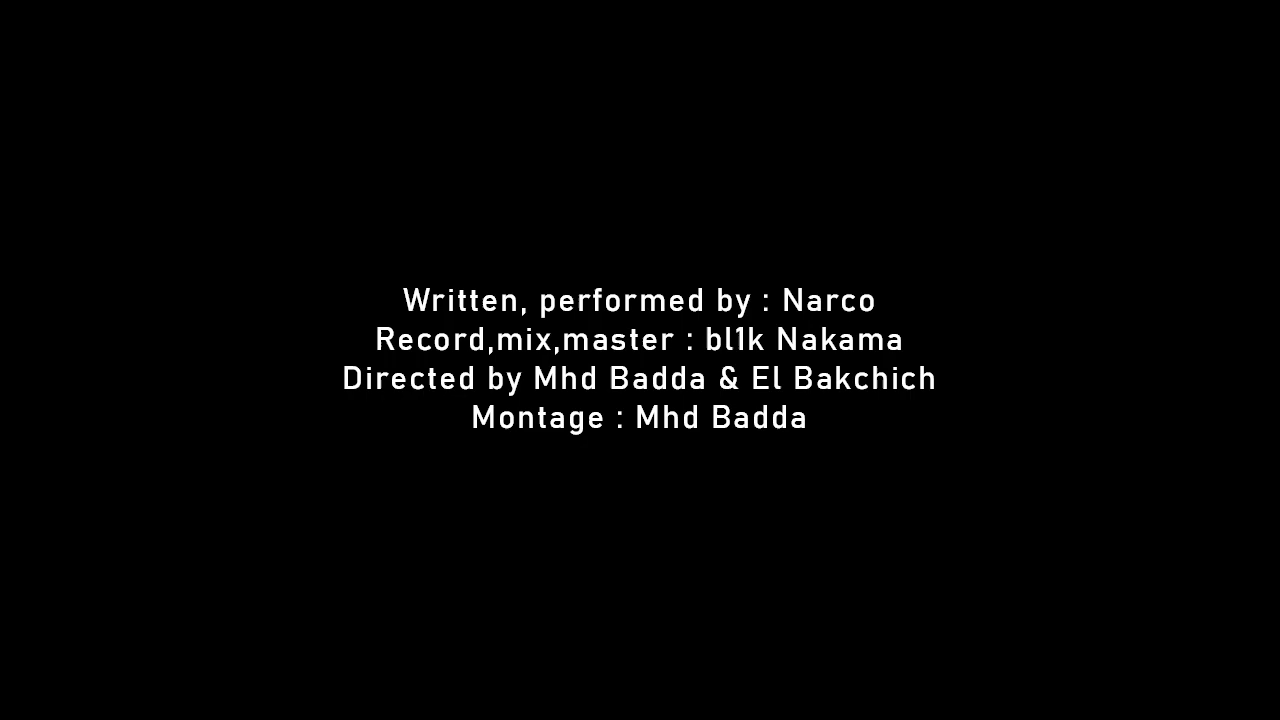 Written, performed by : Narco
Record,mix,master : bl1k Nakama
Directed by Mhd Badda & El Bakchich
Montage : Mhd Badda